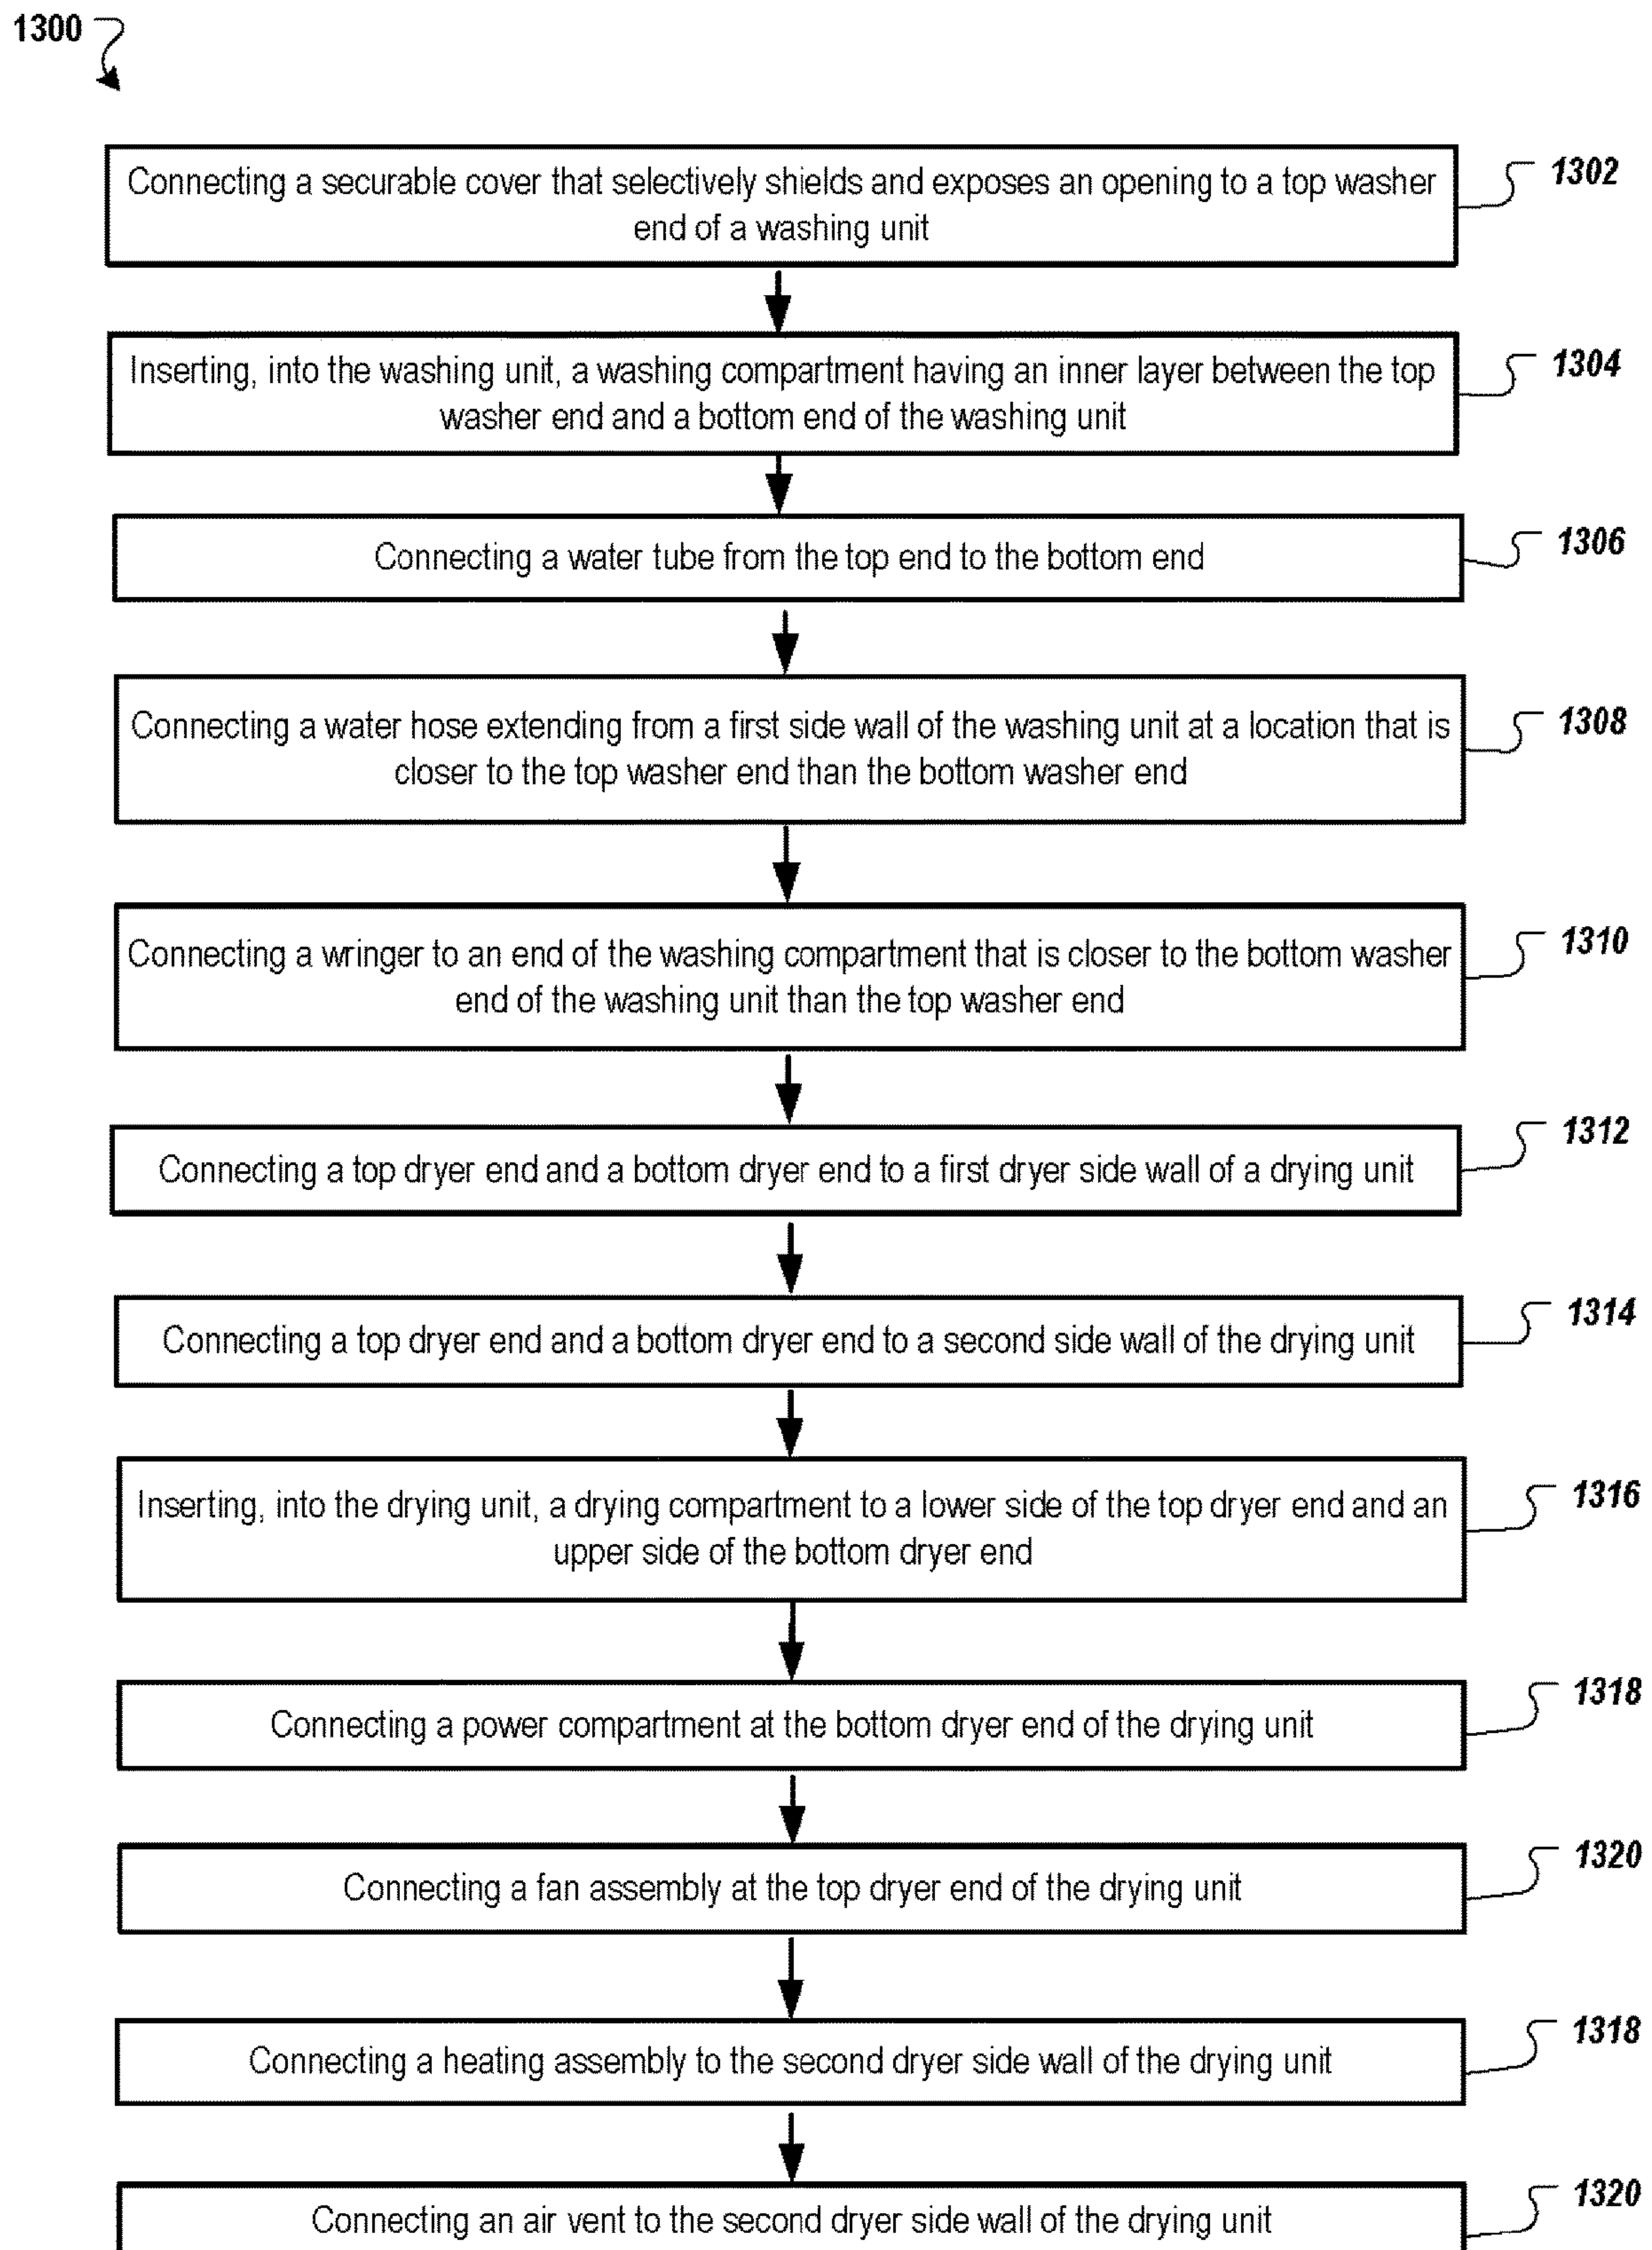 1300
Connecting a securable cover that selectively shields and exposes an opening to a top washer
end of a washing unit
1302
Inserting, into the washing unit, a washing compartment having an inner layer between the top
washer end and a bottom end of the washing unit
1304
Connecting a water tube from the top end to the bottom end
1306
Connecting a water hose extending from a first side wall of the washing unit at a location that is
closer to the top washer end than the bottom washer end
1308
Connecting a wringer to an end of the washing compartment that is closer to the bottom washer
end of the washing unit than the top washer end
1310
Connecting a top dryer end and a bottom dryer end to a first dryer side wall of a drying unit
1312
Connecting a top dryer end and a bottom dryer end to a second side wall of the drying unit
1314
Inserting, into the drying unit, a drying compartment to a lower side of the top dryer end and an
upper side of the bottom dryer end
1316
Connecting a power compartment at the bottom dryer end of the drying unit
1318
Connecting a fan assembly at the top dryer end of the drying unit
1320
Connecting a heating assembly to the second dryer side wall of the drying unit
1318
Connecting an air vent to the second dryer side wall of the drying unit
1320